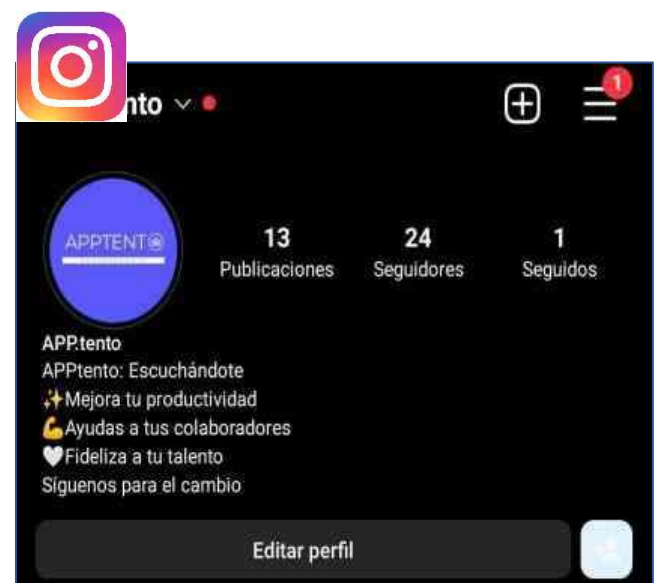 nto
1
APPTENTO
13
Publicaciones
24
Seguidores
1
Seguidos
APP.tento
APPtento: Escuchándote
✨Mejora tu productividad
💪Ayudas a tus colaboradores
🤍Fideliza a tu talento
Síguenos para el cambio
Editar perfil